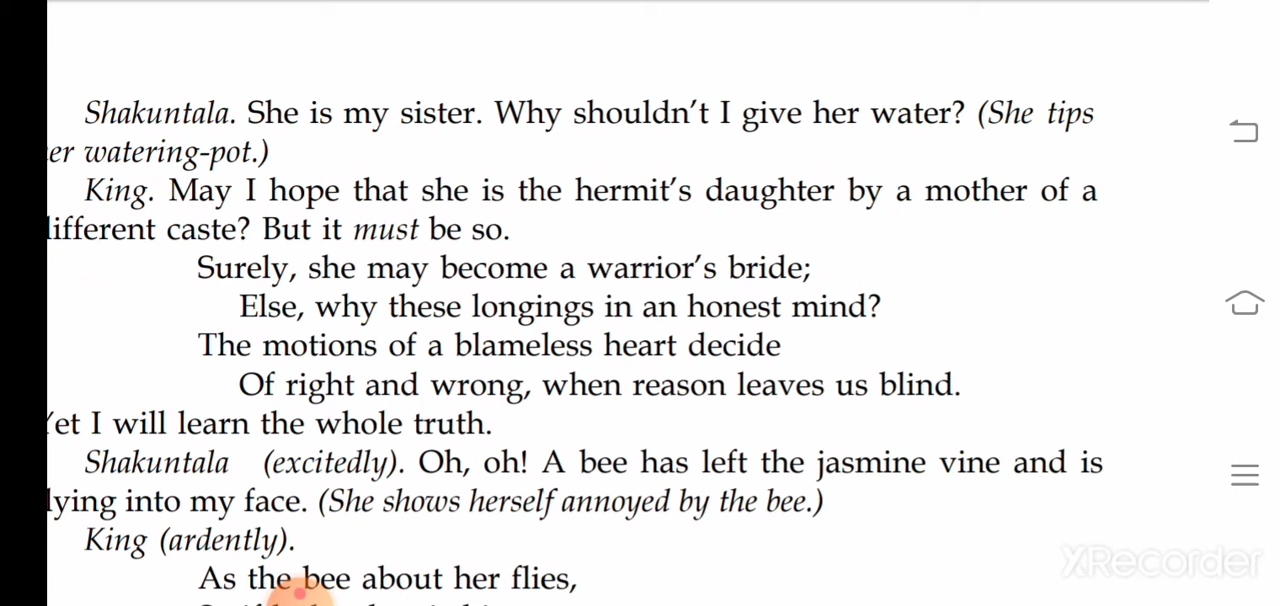 Shakuntala. She is my sister. Why shouldn't I give her water? (She tips
er watering-pot.)
King. May I hope that she is the hermit's daughter by a mother of a
ifferent caste? But it must be so.
Surely, she may become a warrior's bride;
Else, why these longings in an honest mind?
The motions of a blameless heart decide
Of right and wrong, when reason leaves us blind.
et I will learn the whole truth.
Shakuntala (excitedly). Oh, oh! A bee has left the jasmine vine and is
lying into my face. (She shows herself annoyed by the bee.)
King (ardently).
As the bee about her flies,
XRecorder